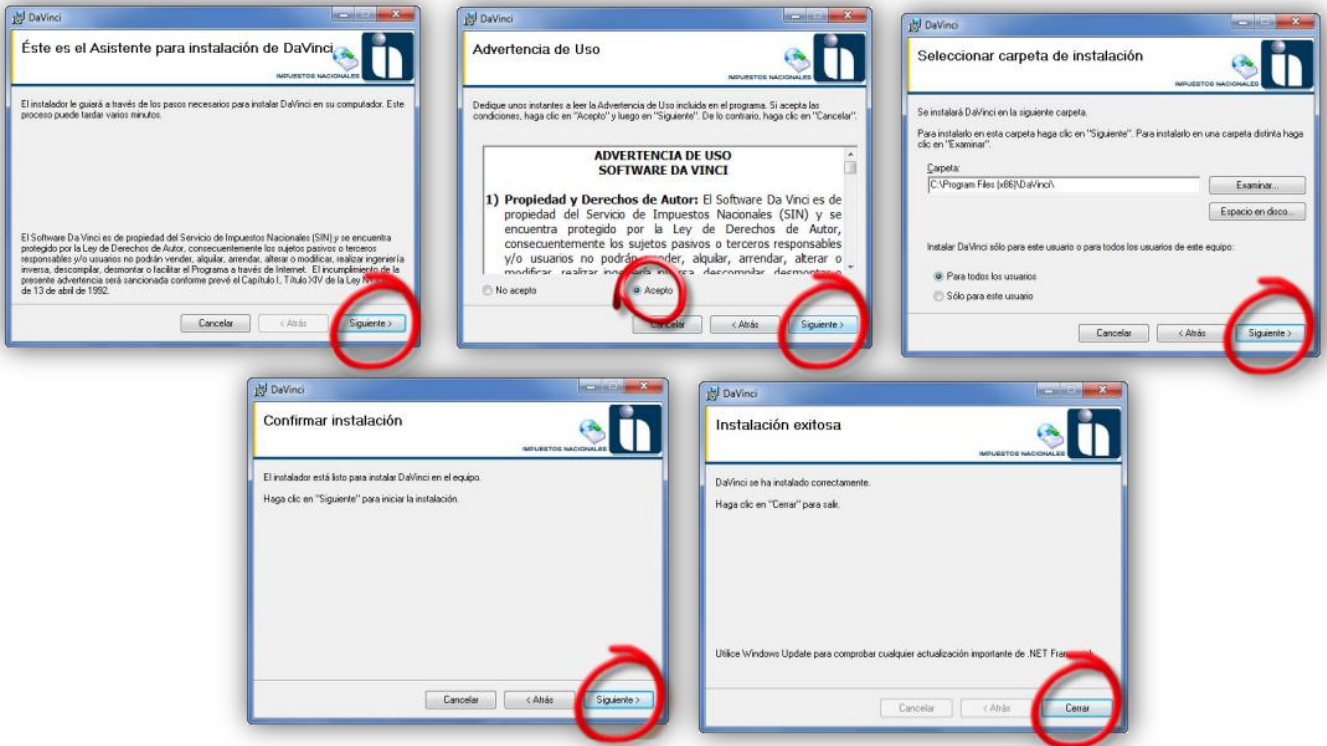 DaVinci
Éste es el Asistente para instalación de DaVinci
IMPUESTOS NACIONALES
El instalador le guiará a través de los pasos necesarios para instalar DaVinci en su computador. Este
proceso puede tardar varios minutos.
El Software Da Vinci es de propiedad del Servicio de Impuestos Nacionales (SIN) y se encuentra
protegido por la Ley de Derechos de Autor, consecuentemente los sujetos pasivos o terceros
responsables y/o usuarios no podrán vender, alquilar, arrendar, alterar o modificar, realizar ingeniería
inversa, descompilar, desmontar o facilitar el Programa a través de Internet. El incumplimiento de la
presente advertencia será sancionada conforme prevé el Capítulo I, Título XIV de la Ley
de 13 de abril de 1992.
Cancelar
< Atrás
Siguiente >
DaVinci
Advertencia de Uso
IMPUESTOS NACIONALES
Dedique unos instantes a leer la Advertencia de Uso incluida en el programa. Si acepta las
condiciones, haga clic en "Acepto" y luego en "Siguiente". De lo contrario, haga clic en "Cancelar".
ADVERTENCIA DE USO
SOFTWARE DA VINCI
1) Propiedad y Derechos de Autor: El Software Da Vinci es de
propiedad del Servicio de Impuestos Nacionales (SIN) y se
encuentra protegido por la Ley de Derechos de Autor,
consecuentemente los sujetos pasivos o terceros responsables
y/o usuarios no podrán vender, alquilar, arrendar, alterar o
modificar, realizar ingeniería inversa, descompilar, desmontar o
No acepto
Acepto
Cancelar
< Atrás
Siguiente >
DaVinci
Seleccionar carpeta de instalación
IMPUESTOS NACIONALES
Se instalará DaVinci en la siguiente carpeta.
Para instalarlo en esta carpeta haga clic en "Siguiente". Para instalarlo en una carpeta distinta haga
clic en "Examinar".
Carpeta:
C:\Program Files (x86)\DaVinci\
Examinar...
Espacio en disco...
Instalar DaVinci sólo para este usuario o para todos los usuarios de este equipo:
Para todos los usuarios
Sólo para este usuario
Cancelar
< Atrás
Siguiente >
DaVinci
Confirmar instalación
IMPUESTOS NACIONALES
El instalador está listo para instalar DaVinci en el equipo.
Haga clic en "Siguiente" para iniciar la instalación.
Cancelar
< Atrás
Siguiente >
DaVinci
Instalación exitosa
IMPUESTOS NACIONALES
DaVinci se ha instalado correctamente.
Haga clic en "Cerrar" para salir.
Utilice Windows Update para comprobar cualquier actualización importante de .NET
Cancelar
< Atrás
Cerrar